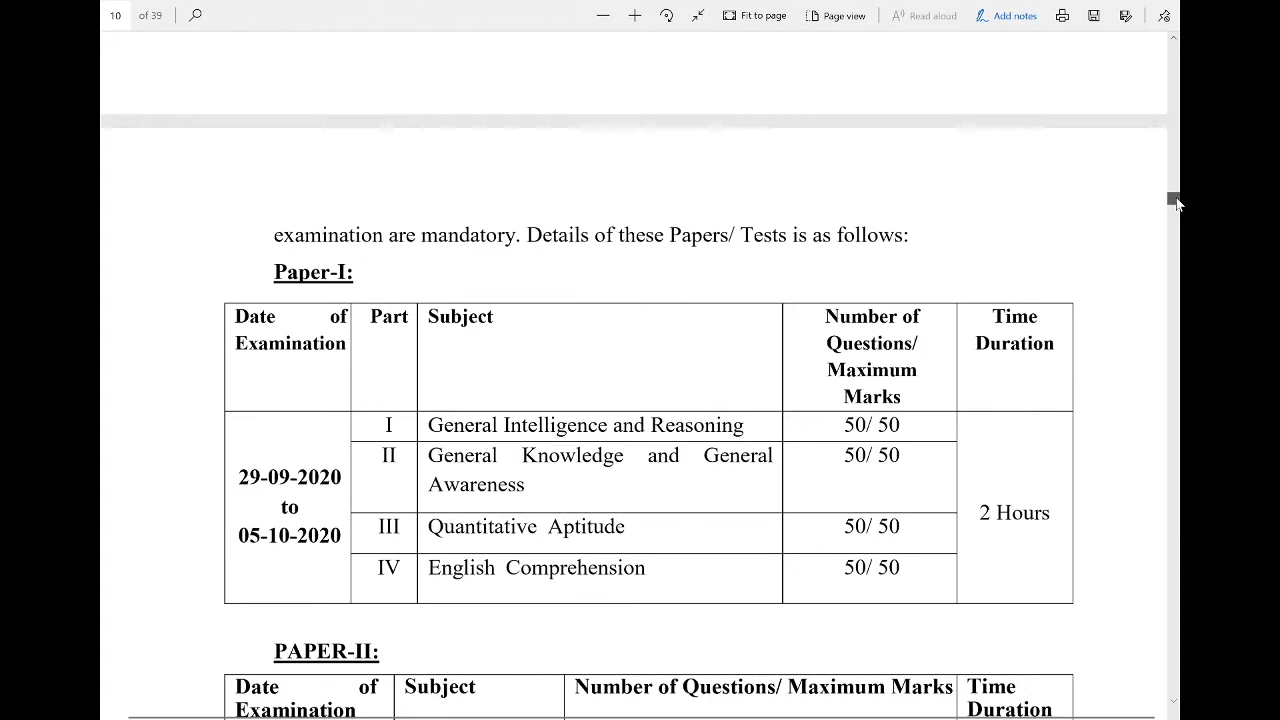 10 of 39 Fit to page Page view Read aloud Add notes
examination are mandatory. Details of these Papers/ Tests is as follows:
Paper-I:
Date of Examination Part Subject Number of Questions/ Maximum Marks Time Duration
29-09-2020 to 05-10-2020
I General Intelligence and Reasoning 50/ 50
II General Knowledge and General Awareness 50/ 50
III Quantitative Aptitude 50/ 50
IV English Comprehension 50/ 50
2 Hours
PAPER-II:
Date of Examination Subject Number of Questions/ Maximum Marks Time Duration